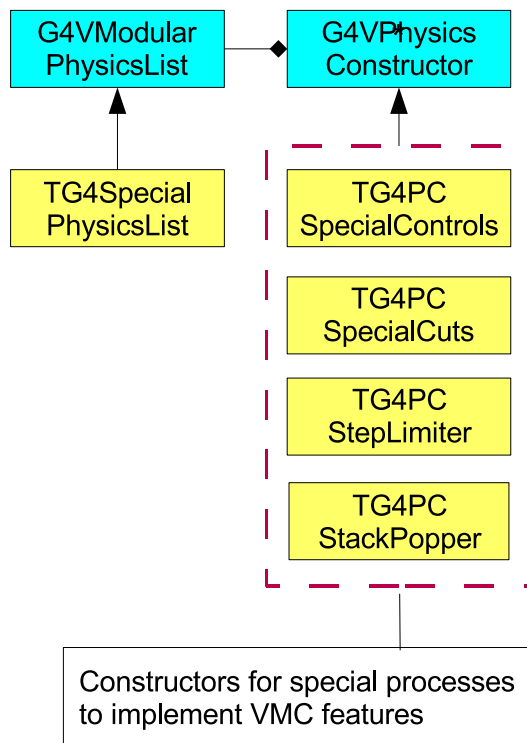 G4VModular
PhysicsList
G4VPhysics
Constructor
*
TG4Special
PhysicsList
TG4PC
SpecialControls
TG4PC
SpecialCuts
TG4PC
StepLimiter
TG4PC
StackPopper
Constructors for special processes
to implement VMC features